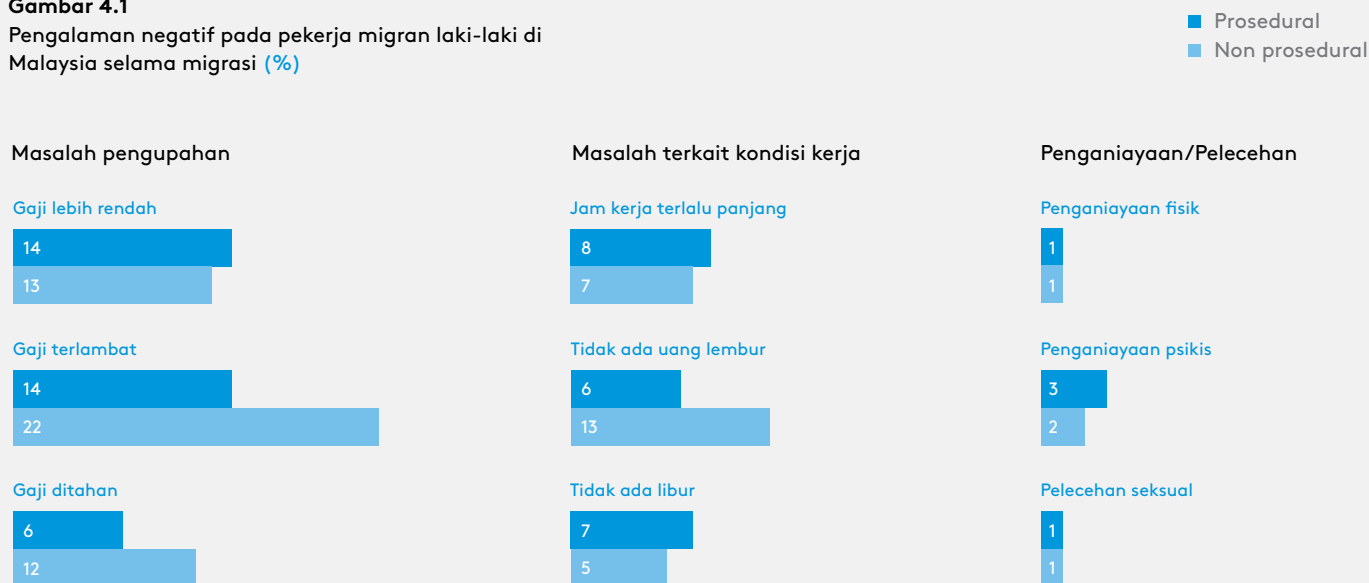 Gambar 4.1
Pengalaman negatif pada pekerja migran laki-laki di
Malaysia selama migrasi (%)
Prosedural
Non prosedural
Masalah pengupahan
Gaji lebih rendah
14
13
Gaji terlambat
14
22
Gaji ditahan
6
12
Masalah terkait kondisi kerja
Jam kerja terlalu panjang
8
7
Tidak ada uang lembur
6
13
Tidak ada libur
7
5
Penganiayaan/Pelecehan
Penganiayaan fisik
1
1
Penganiayaan psikis
3
2
Pelecehan seksual
1
1